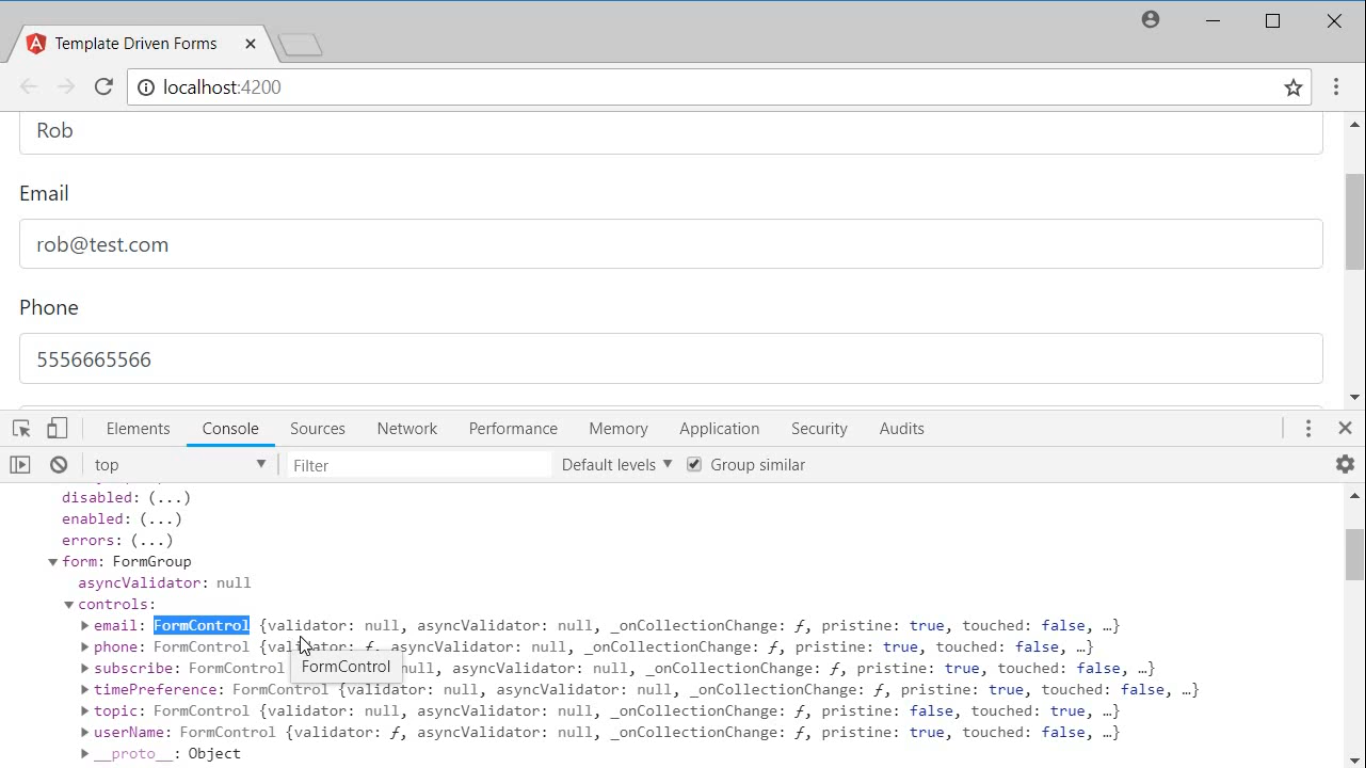 Template Driven Forms
localhost:4200
Rob
Email
rob@test.com
Phone
5556665566
Elements Console Sources Network Performance Memory Application Security Audits
top Filter Default levels Group similar
disabled: (...)
enabled: (...)
errors: (...)
form: FormGroup
asyncValidator: null
controls:
email: FormControl {validator: null, asyncValidator: null, _onCollectionChange: ƒ, pristine: true, touched: false, …}
phone: FormControl {validator: ƒ, asyncValidator: null, _onCollectionChange: ƒ, pristine: true, touched: false, …}
subscribe: FormControl null, asyncValidator: null, _onCollectionChange: ƒ, pristine: true, touched: false, …}
FormControl
timePreference: FormControl {validator: null, asyncValidator: null, _onCollectionChange: ƒ, pristine: true, touched: false, …}
topic: FormControl {validator: null, asyncValidator: null, _onCollectionChange: ƒ, pristine: false, touched: true, …}
userName: FormControl {validator: ƒ, asyncValidator: null, _onCollectionChange: ƒ, pristine: true, touched: false, …}
__proto__: Object